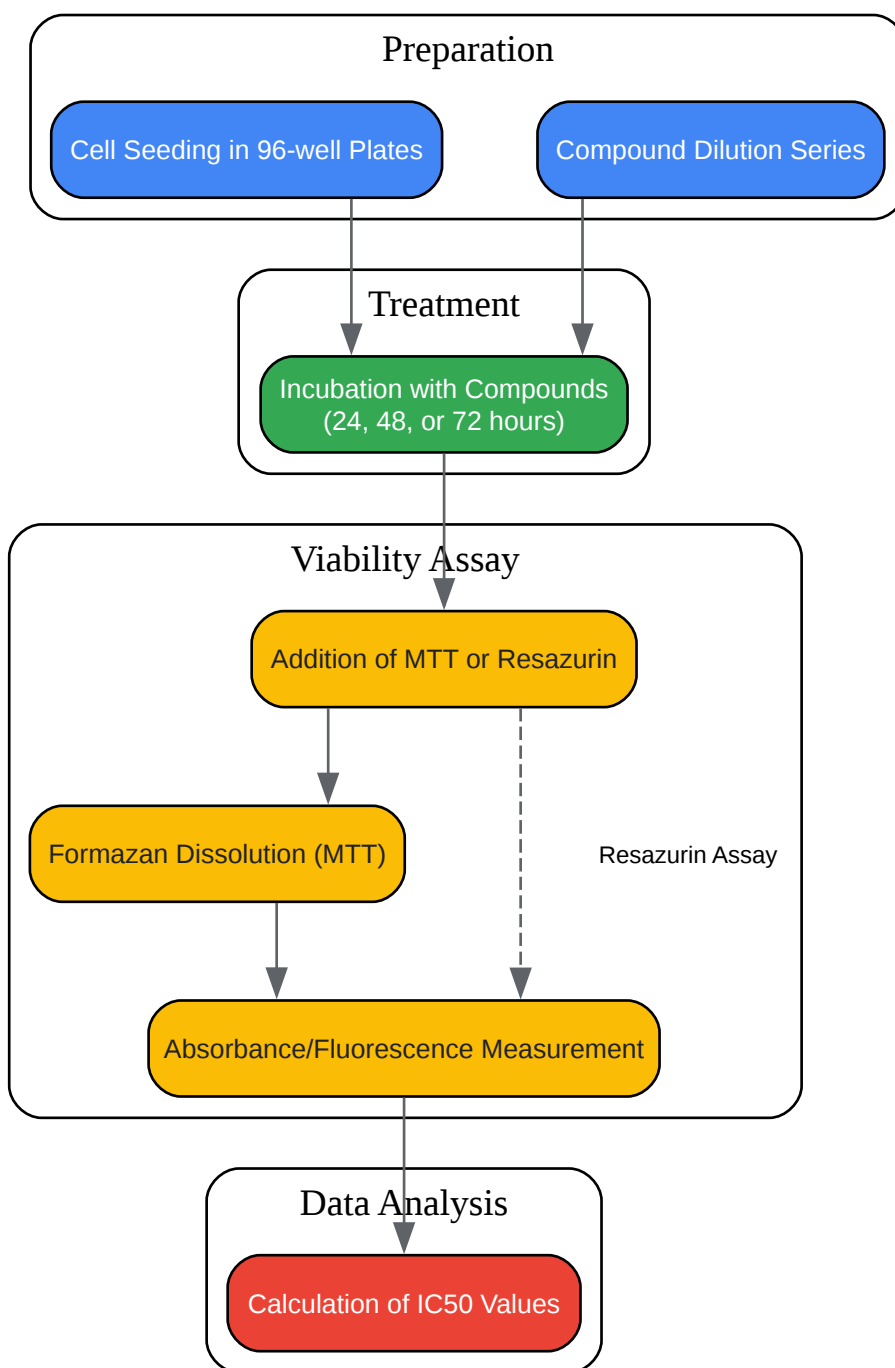 Preparation
Cell Seeding in 96-well Plates
Compound Dilution Series
Treatment
Incubation with Compounds
(24, 48, or 72 hours)
Viability Assay
Addition of MTT or Resazurin
Formazan Dissolution (MTT)
Resazurin Assay
Absorbance/Fluorescence Measurement
Data Analysis
Calculation of IC50 Values